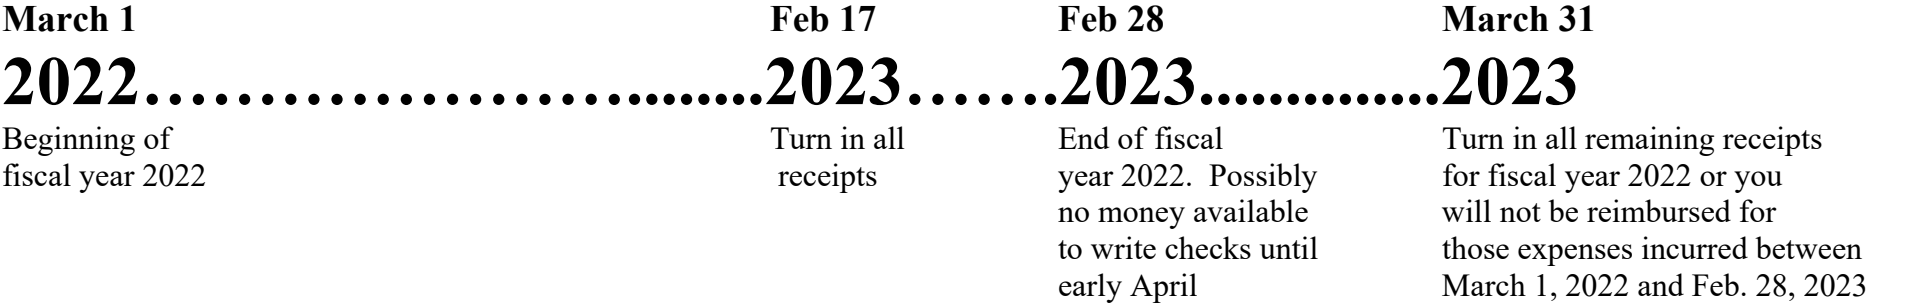 March 1 Feb 17 Feb 28 March 31
2022……………………........2023…….2023..............2023
Beginning of Turn in all End of fiscal Turn in all remaining receipts
fiscal year 2022 receipts year 2022.  Possibly for fiscal year 2022 or you
no money available will not be reimbursed for
to write checks until those expenses incurred between
early April March 1, 2022 and Feb. 28, 2023